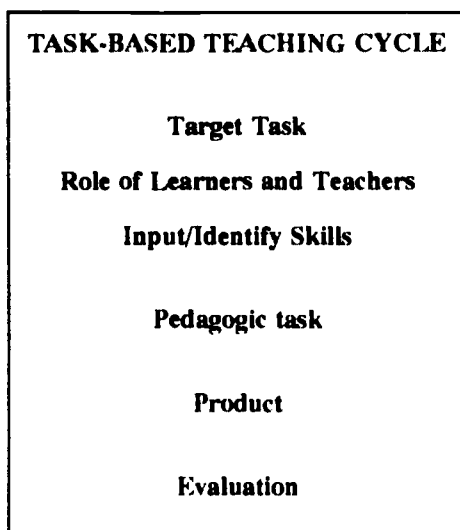 TASK-BASED TEACHING CYCLE
Target Task
Role of Learners and Teachers
Input/Identify Skills
Pedagogic task
Product
Evaluation